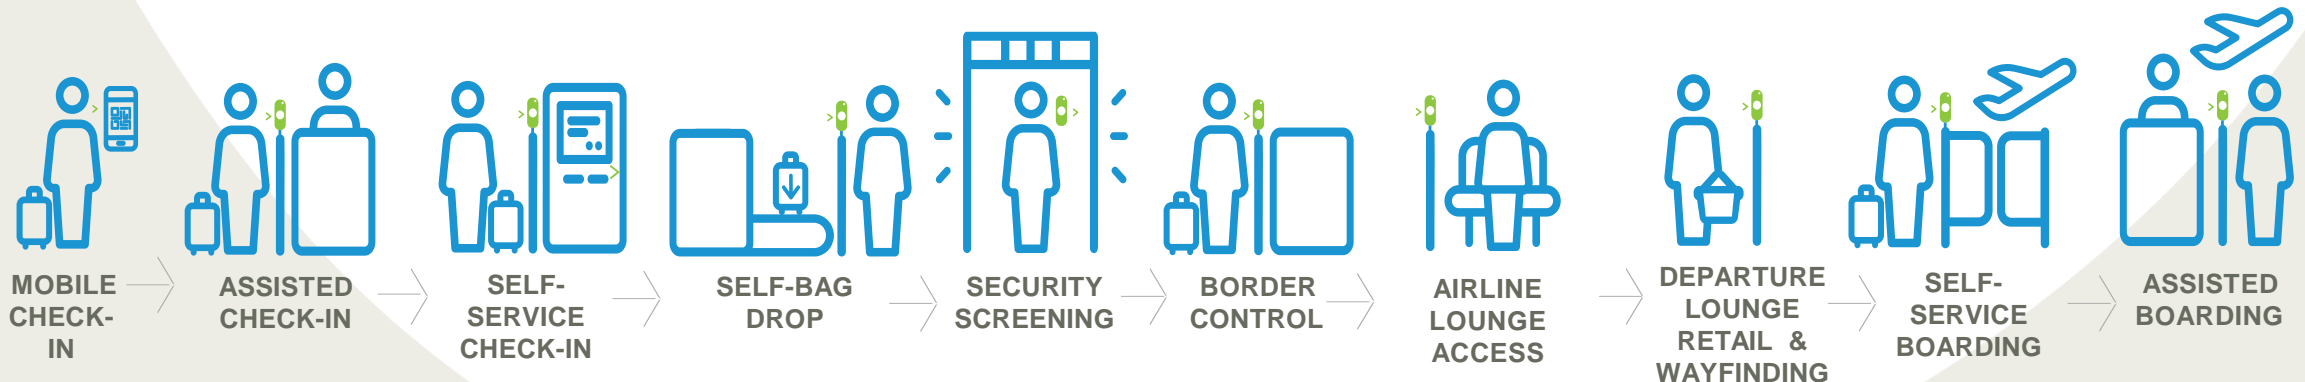 MOBILE
CHECK-
IN
ASSISTED
CHECK-IN
SELF-
SERVICE
CHECK-IN
SELF-BAG
DROP
SECURITY
SCREENING
BORDER
CONTROL
AIRLINE
LOUNGE
ACCESS
DEPARTURE
LOUNGE
RETAIL &
WAYFINDING
SELF-
SERVICE
BOARDING
ASSISTED
BOARDING